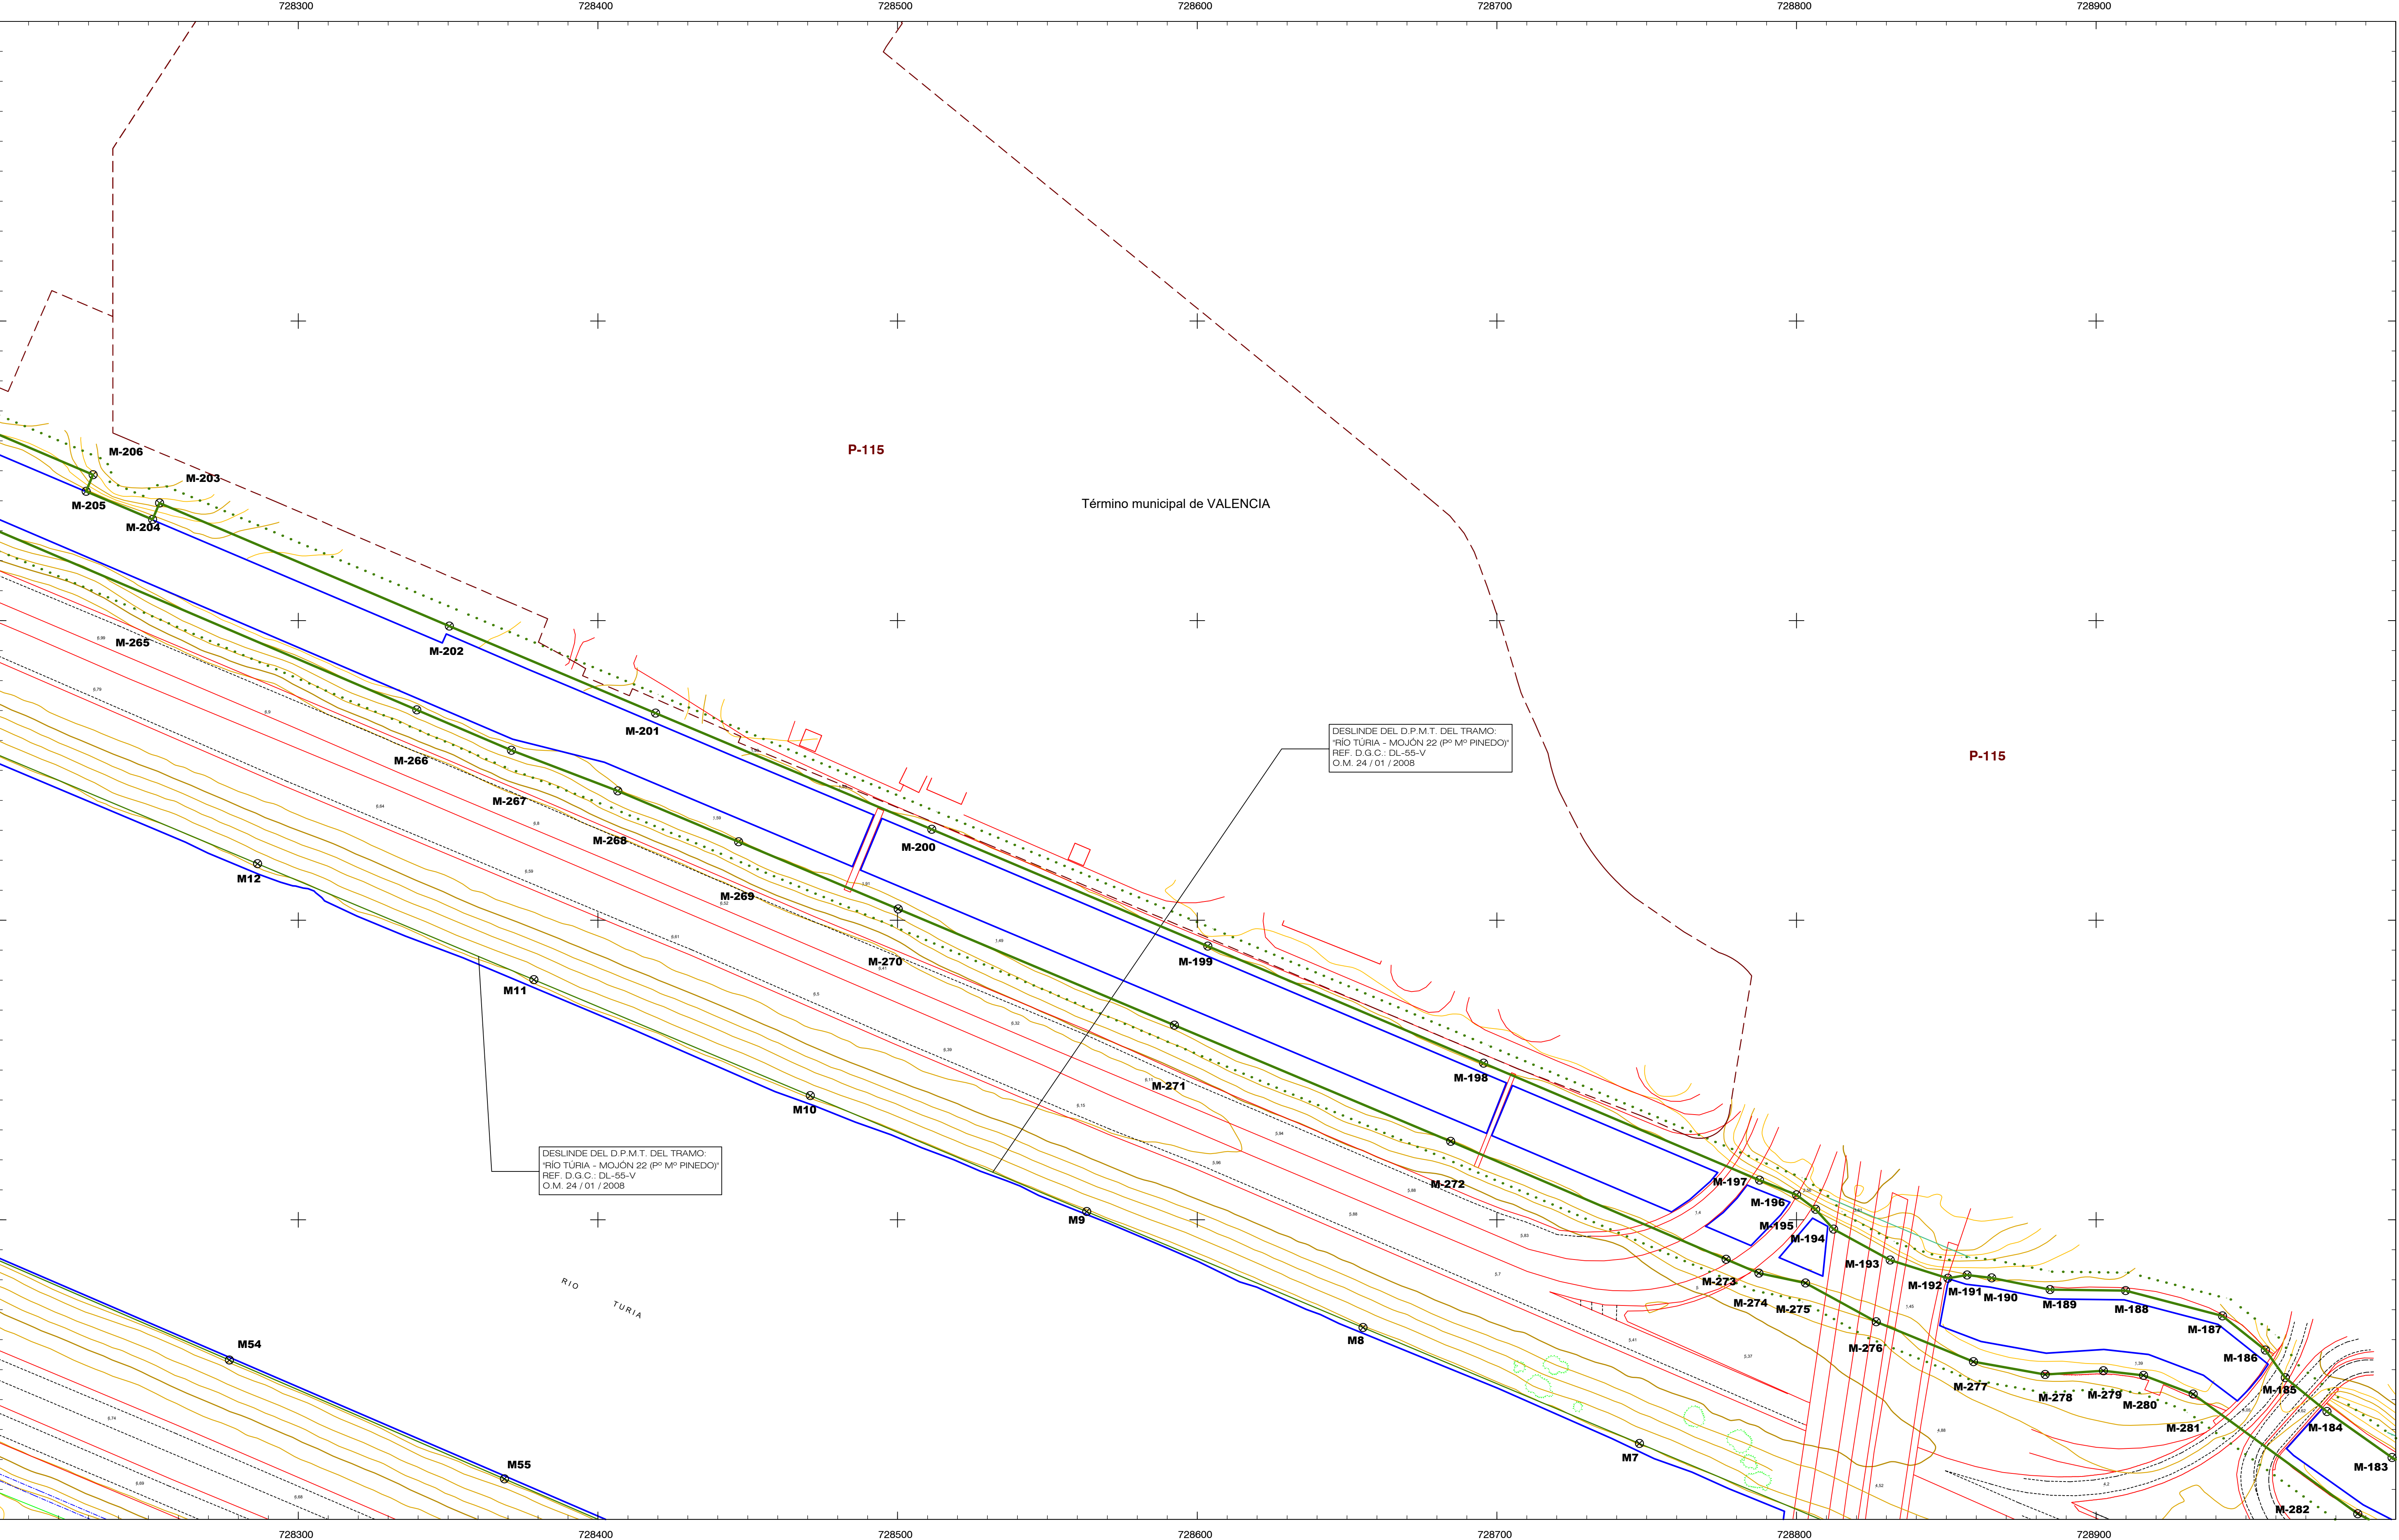 728300 728400 728500 728600 728700 728800 728900
P-115
Término municipal de VALENCIA
M-206
M-203
M-205
M-204
M-265
M-202
M-201
M-266
M-267
M-268
M-200
M-269
M-270
M-199
M12
M11
M-271
M-198
M10
M-272
M9
DESLINDE DEL D.P.M.T. DEL TRAMO:
"RÍO TÚRIA - MOJÓN 22 (Pº Mº PINEDO)"
REF. D.G.C.: DL-55-V
O.M. 24 / 01 / 2008
P-115
DESLINDE DEL D.P.M.T. DEL TRAMO:
"RÍO TÚRIA - MOJÓN 22 (Pº Mº PINEDO)"
REF. D.G.C.: DL-55-V
O.M. 24 / 01 / 2008
M-197
M-196
M-195
M-194
M-193
M-192
M-191
M-190
M-189
M-188
M-187
M-186
M-185
M-184
M-183
M-273
M-274
M-275
M-276
M-277
M-278
M-279
M-280
M-281
M-282
RIO
TURIA
M54
M8
M55
M7
728300 728400 728500 728600 728700 728800 728900